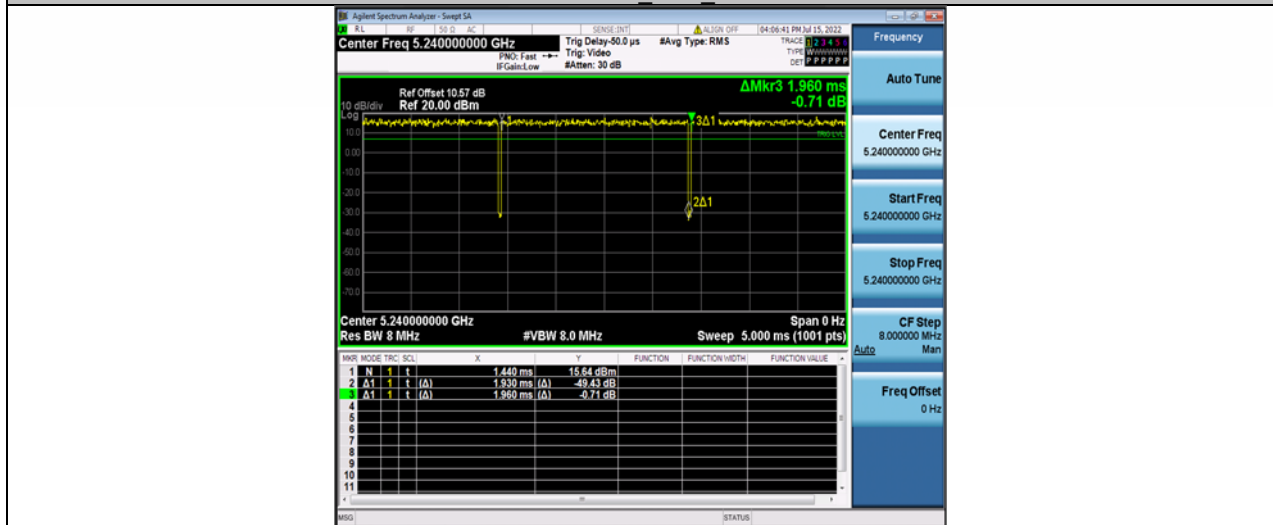 Agilent Spectrum Analyzer - Swept SA
RL RF 50 Ω AC SENSE:INT ALIGN OFF 04:06:41 PM Jul 15, 2022
Center Freq 5.240000000 GHz
Trig Delay-50.0 µs #Avg Type: RMS
TRACE 1 2 3 4 5 6
PNO: Fast Trig: Video
TYPE WWWWWW
IFGain:Low #Atten: 30 dB
DET P P P P P P
ΔMkr3 1.960 ms
-0.71 dB
Ref Offset 10.57 dB
10 dB/div Ref 20.00 dBm
Log
10.0
0.00
-10.0
-20.0
-30.0
-40.0
-50.0
-60.0
-70.0
1
3Δ1
TRIG LVL
2Δ1
Center 5.240000000 GHz Span 0 Hz
Res BW 8 MHz #VBW 8.0 MHz Sweep 5.000 ms (1001 pts)
MKR MODE TRC SCL X Y FUNCTION FUNCTION WIDTH FUNCTION VALUE
1 N 1 t 1.440 ms 15.64 dBm
2 Δ1 1 t (Δ) 1.930 ms (Δ) -49.43 dB
3 Δ1 1 t (Δ) 1.960 ms (Δ) -0.71 dB
4
5
6
7
8
9
10
11
MSG STATUS
Frequency
Auto Tune
Center Freq
5.240000000 GHz
Start Freq
5.240000000 GHz
Stop Freq
5.240000000 GHz
CF Step
8.000000 MHz
Auto Man
Freq Offset
0 Hz